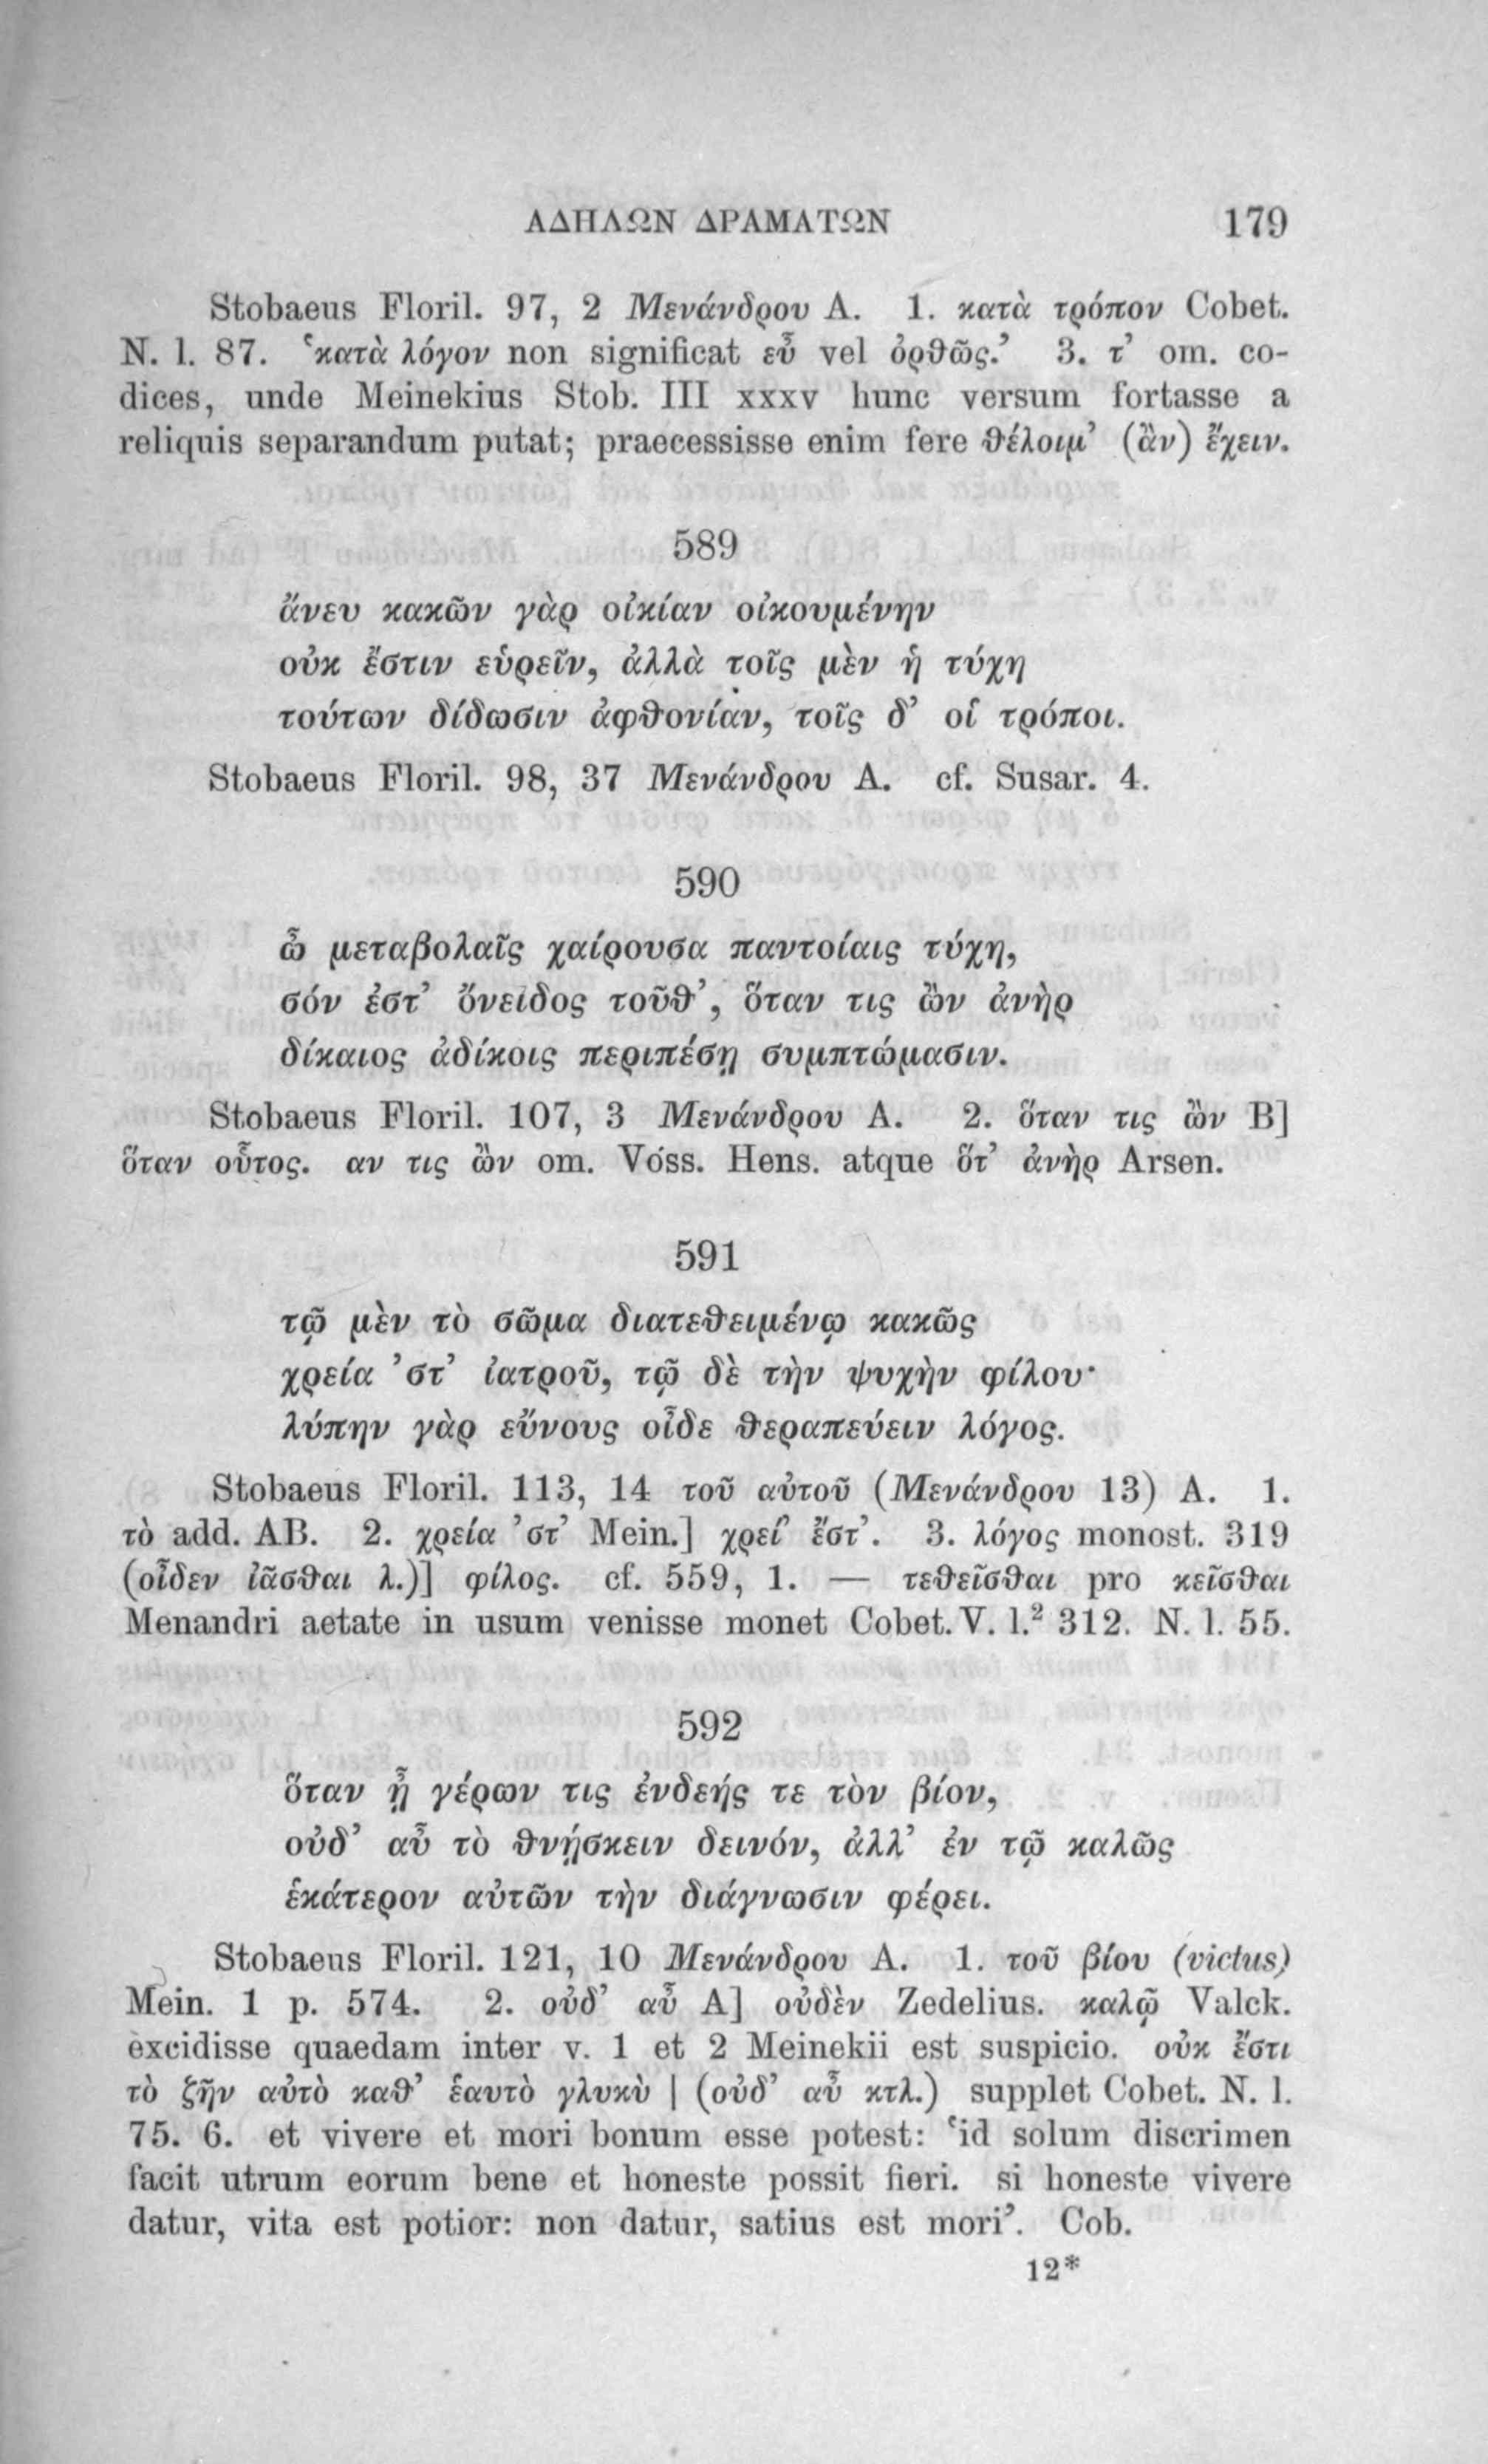 ΑΔΗΛΩΝ ΔΡΑΜΑΤΩΝ 179
Stobaeus Floril. 97, 2 Μενάνδρου A. 1. κατὰ τρόπον Cobet.
N. l. 87. ‛κατὰ λόγον non significat εὖ vel ὀρθῶς.’ 3. τ’ om. co-
dices, unde Meinekius Stob. III xxxv hunc versum fortasse a
reliquis separandum putat; praecessisse enim fere θέλοιμ’ (ἂν) ἔχειν.
589
ἄνευ κακῶν γὰρ οἰκίαν οἰκουμένην
οὐκ ἔστιν εὑρεῖν, ἀλλὰ τοῖς μὲν ἡ τύχη
τούτων δίδωσιν ἀφθονίαν, τοῖς δ’ οἱ τρόποι.
Stobaeus Floril. 98, 37 Μενάνδρου A. cf. Susar. 4.
590
ὦ μεταβολαῖς χαίρουσα παντοίαις τύχη,
σόν ἐστ’ ὄνειδος τοῦθ’, ὅταν τις ὢν ἀνὴρ
δίκαιος ἀδίκοις περιπέσῃ συμπτώμασιν.
Stobaeus Floril. 107, 3 Μενάνδρου A. 2. ὅταν τις ὢν B]
ὅταν οὗτος. αν τις ὢν om. Voss. Hens. atque ὅτ’ ἀνὴρ Arsen.
591
τῷ μὲν τὸ σῶμα διατεθειμένῳ κακῶς
χρεία ’στ’ ἰατροῦ, τῷ δὲ τὴν ψυχὴν φίλου·
λύπην γὰρ εὔνους οἶδε θεραπεύειν λόγος.
Stobaeus Floril. 113, 14 τοῦ αὐτοῦ (Μενάνδρου 13) A. 1.
τὸ add. AB. 2. χρεία ’στ’ Mein.] χρεί’ ἔστ’. 3. λόγος monost. 319
(οἶδεν ἰᾶσθαι λ.)] φίλος. cf. 559, 1. — τεθεῖσθαι pro κεῖσθαι
Menandri aetate in usum venisse monet Cobet. V. l.² 312. N. l. 55.
592
ὅταν ᾖ γέρων τις ἐνδεής τε τὸν βίον,
οὐδ’ αὖ τὸ θνῄσκειν δεινόν, ἀλλ’ ἐν τῷ καλῶς
ἑκάτερον αὐτῶν τὴν διάγνωσιν φέρει.
Stobaeus Floril. 121, 10 Μενάνδρου A. 1. τοῦ βίου (victus)
Mein. 1 p. 574. 2. οὐδ’ αὖ A] οὐδὲν Zedelius. καλῷ Valck.
excidisse quaedam inter v. 1 et 2 Meinekii est suspicio. οὐκ ἔστι
τὸ ζῆν αὐτὸ καθ’ ἑαυτὸ γλυκὺ | (οὐδ’ αὖ κτλ.) supplet Cobet. N. l.
75. 6. et vivere et mori bonum esse potest: ‛id solum discrimen
facit utrum eorum bene et honeste possit fieri. si honeste vivere
datur, vita est potior: non datur, satius est mori’. Cob.
12*